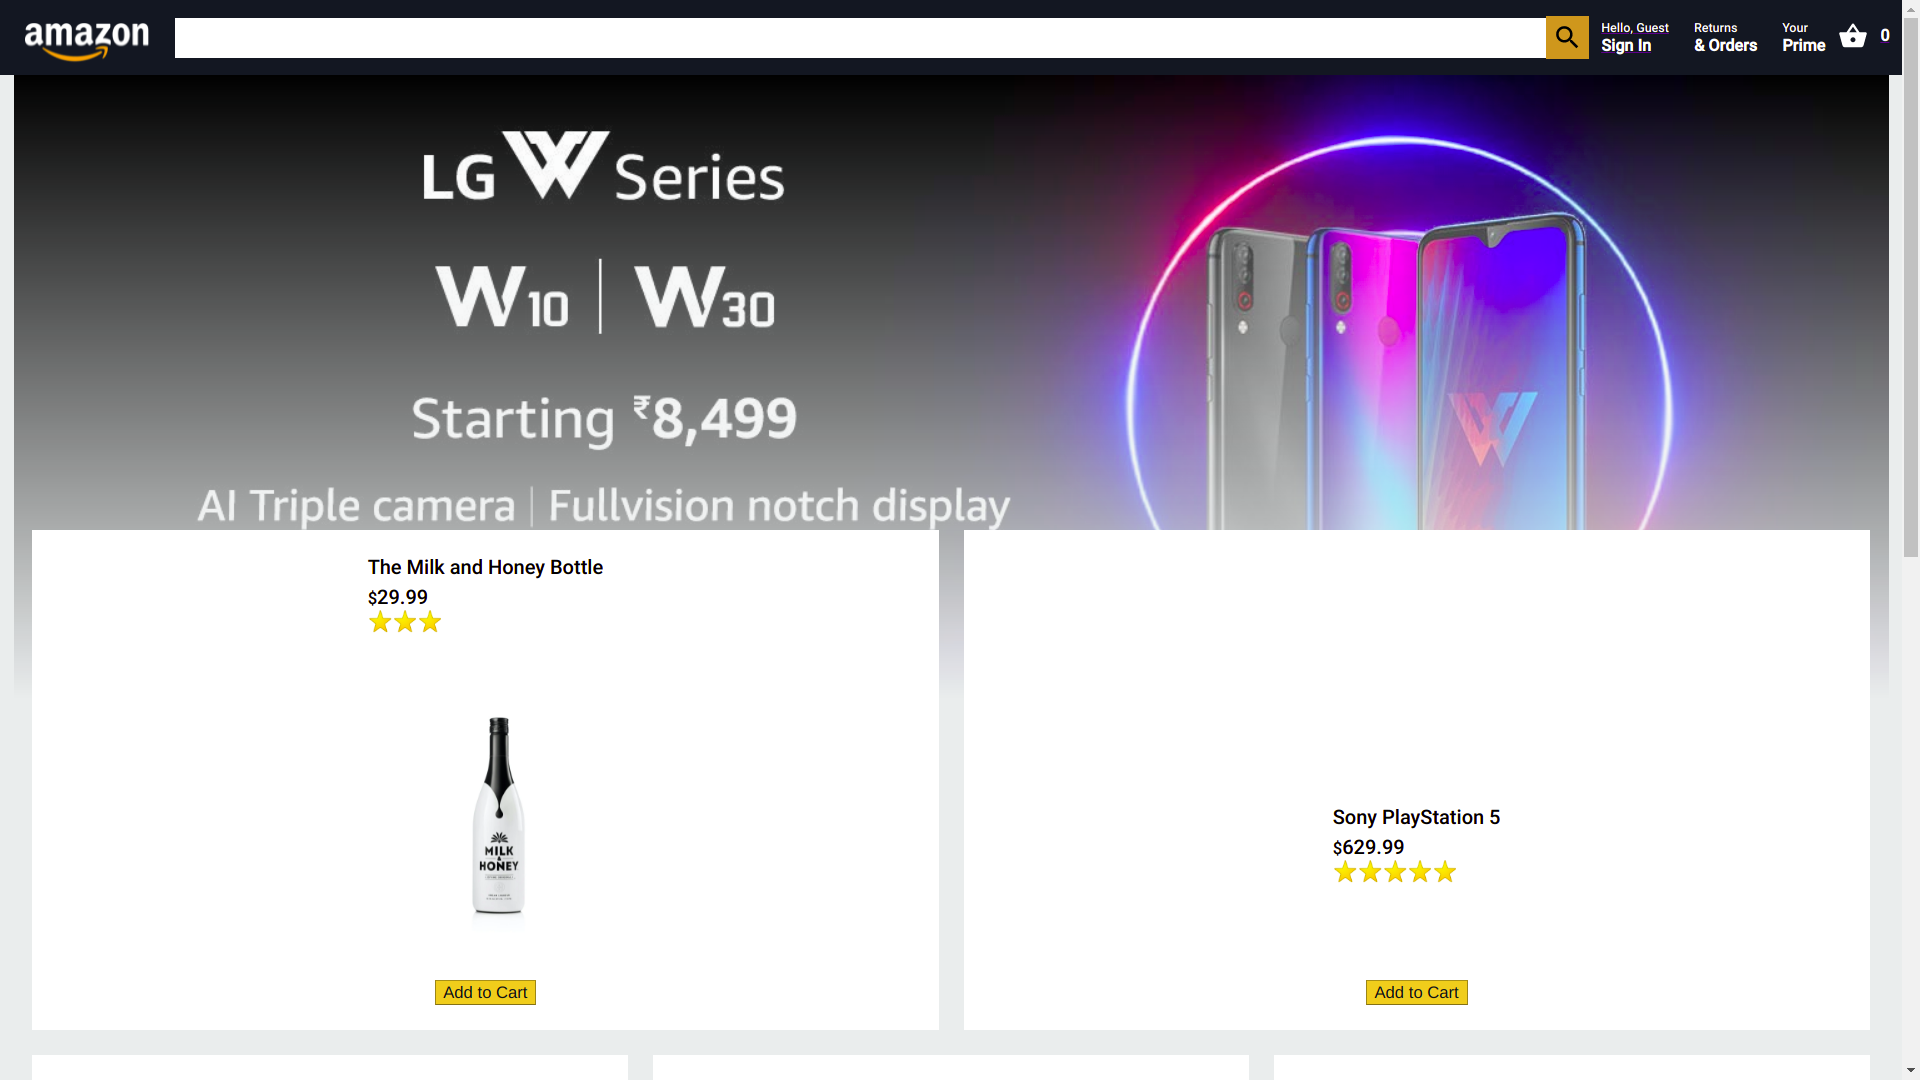 amazon
Hello, Guest
Sign In
Returns
& Orders
Your
Prime
0
LG W Series
W10 | W30
Starting ₹8,499
AI Triple camera | Fullvision notch display
The Milk and Honey Bottle
$29.99
MILK
HONEY
Add to Cart
Sony PlayStation 5
$629.99
Add to Cart